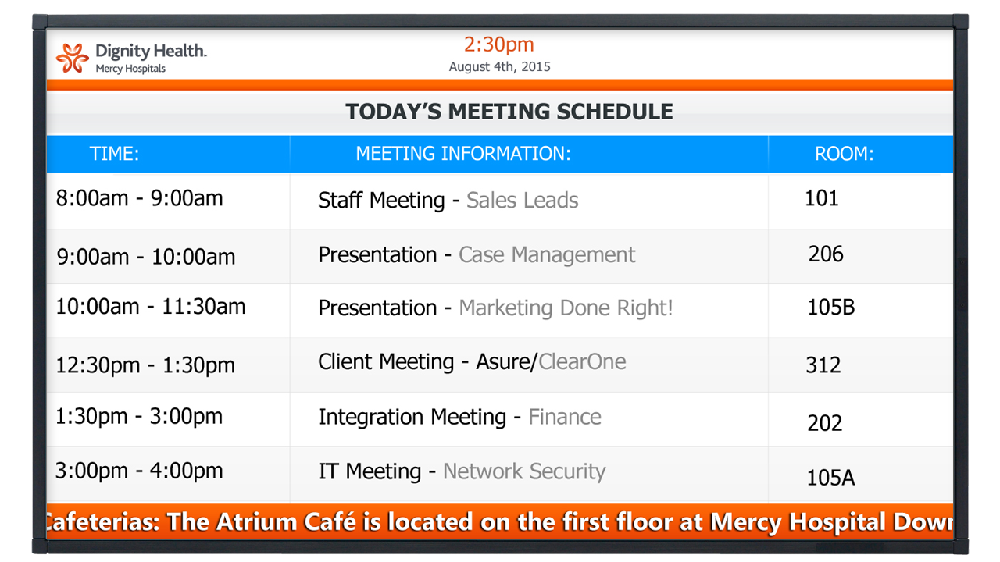 Dignity Health™
Mercy Hospitals
2:30pm
August 4th, 2015
TODAY’S MEETING SCHEDULE
TIME: MEETING INFORMATION: ROOM:
8:00am - 9:00am Staff Meeting - Sales Leads 101
9:00am - 10:00am Presentation - Case Management 206
10:00am - 11:30am Presentation - Marketing Done Right! 105B
12:30pm - 1:30pm Client Meeting - Asure/ClearOne 312
1:30pm - 3:00pm Integration Meeting - Finance 202
3:00pm - 4:00pm IT Meeting - Network Security 105A
Cafeterias: The Atrium Café is located on the first floor at Mercy Hospital Down